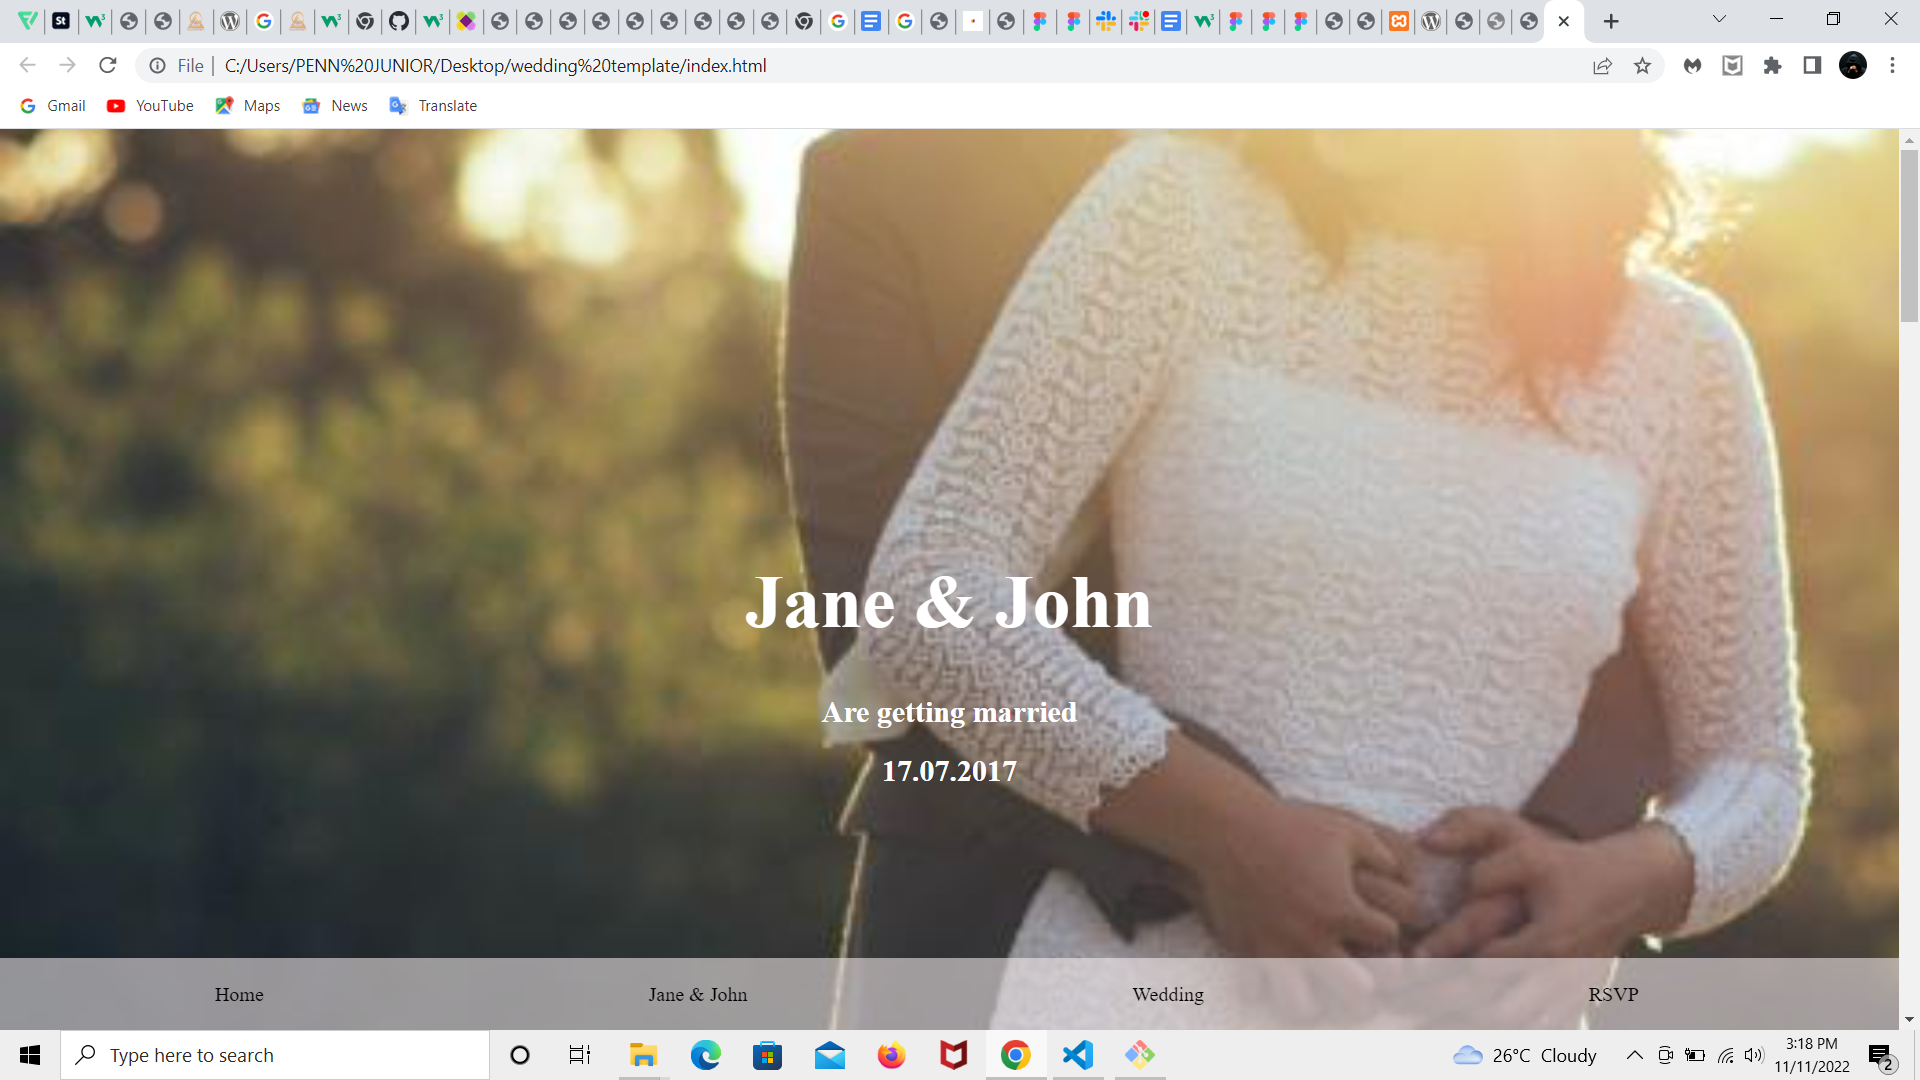 St
File
C:/Users/PENN%20JUNIOR/Desktop/wedding%20template/index.html
Gmail YouTube Maps News Translate
Jane & John
Are getting married
17.07.2017
Home Jane & John Wedding RSVP
Type here to search
26°C Cloudy
3:18 PM
11/11/2022
2